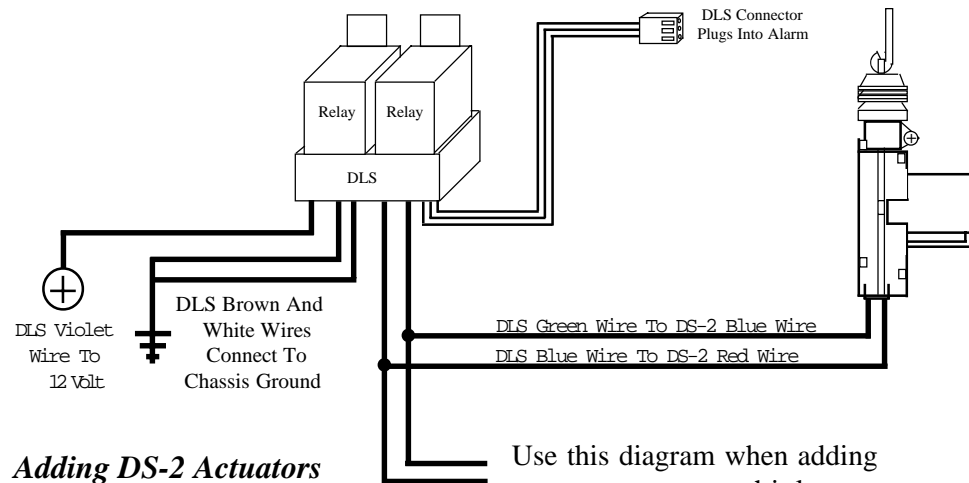 DLS Connector
Plugs Into Alarm
Relay
Relay
DLS
DLS Violet
Wire To
12 Volt
DLS Brown And
White Wires
Connect To
Chassis Ground
DLS Green Wire To DS-2 Blue Wire
DLS Blue Wire To DS-2 Red Wire
Adding DS-2 Actuators
Use this diagram when adding